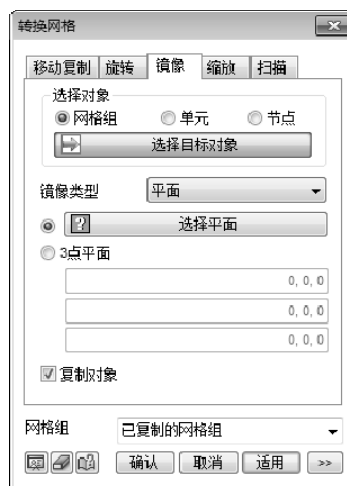 转换网格
移动复制 旋转 镜像 缩放 扫描
选择对象
网格组 单元 节点
选择目标对象
镜像类型 平面
选择平面
3点平面
0, 0, 0
0, 0, 0
0, 0, 0
复制对象
网格组 已复制的网格组
确认 取消 适用 >>